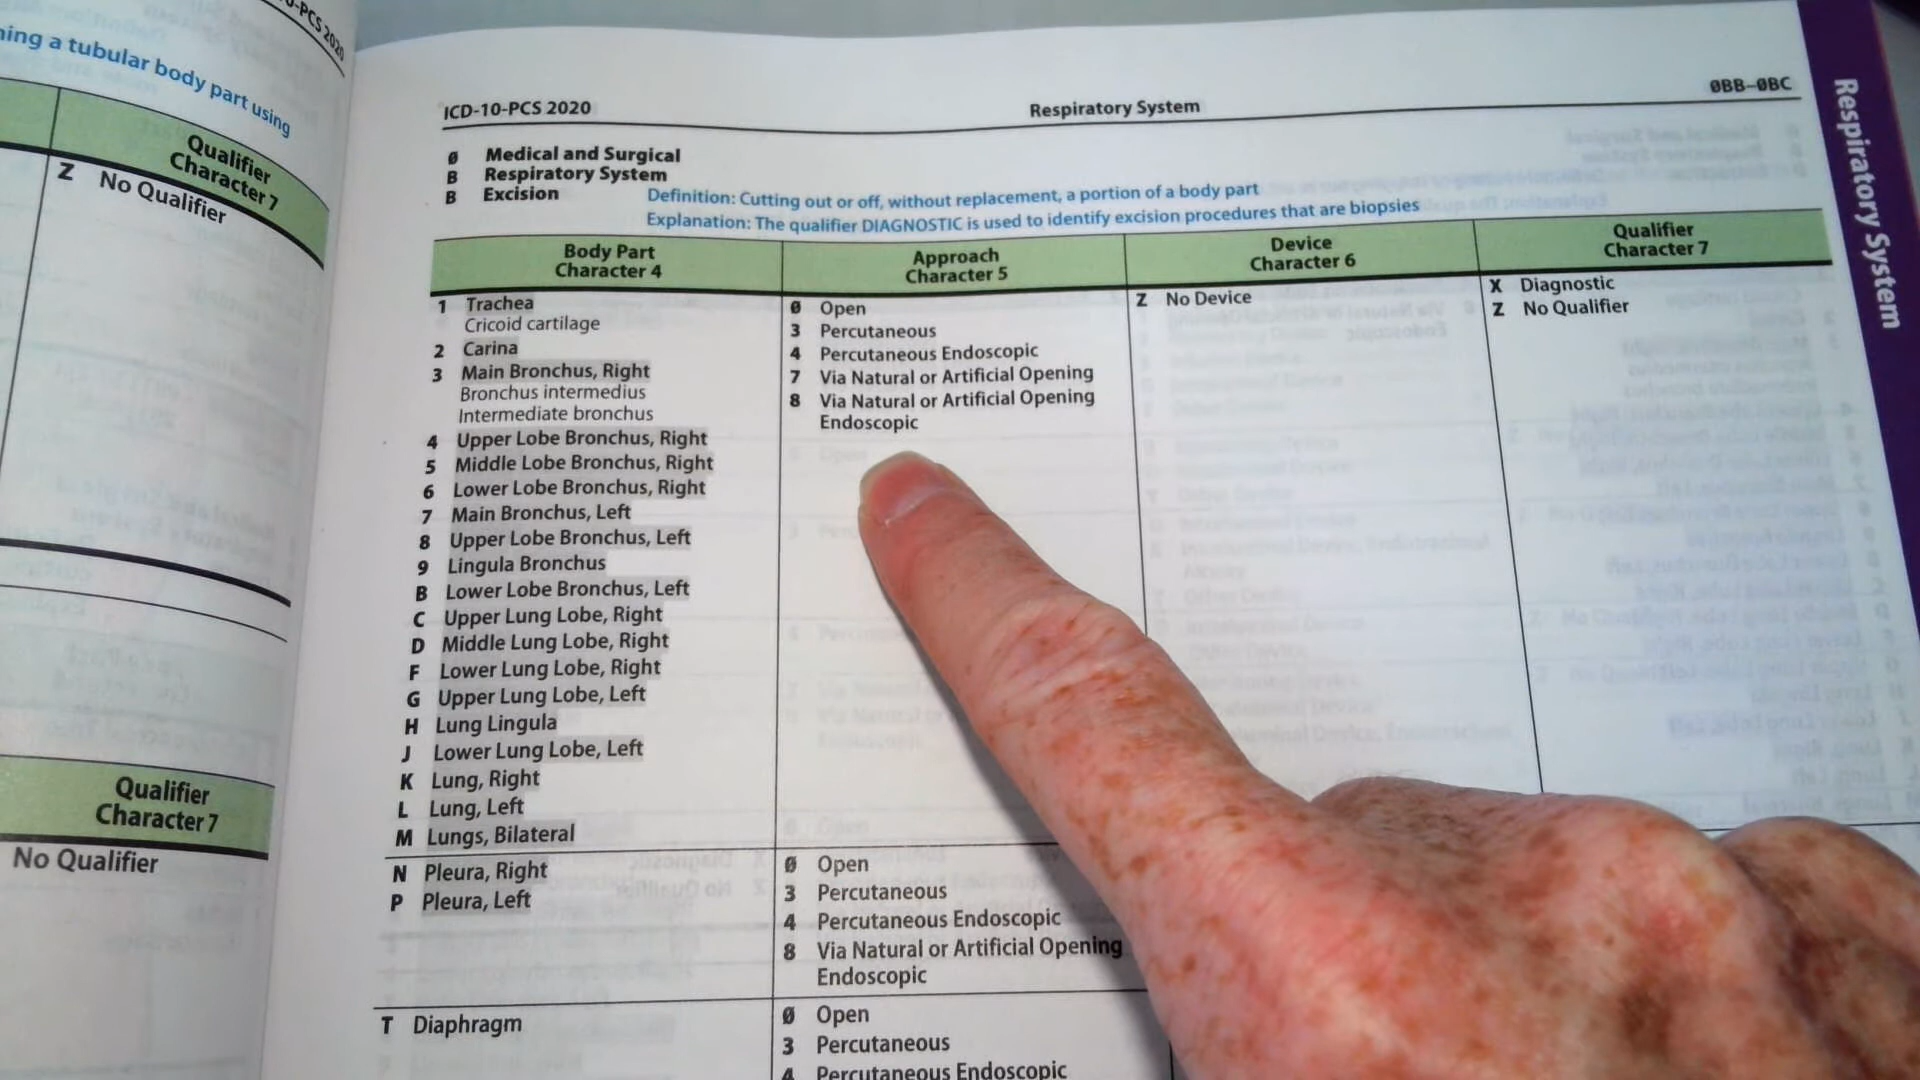 -PCS 2020
ning a tubular body part using
Qualifier
Character 7
Z No Qualifier
Qualifier
Character 7
No Qualifier
ICD-10-PCS 2020 Respiratory System ØBB–ØBC
Ø Medical and Surgical
B Respiratory System
B Excision Definition: Cutting out or off, without replacement, a portion of a body part
Explanation: The qualifier DIAGNOSTIC is used to identify excision procedures that are biopsies
Body Part
Character 4
Approach
Character 5
Device
Character 6
Qualifier
Character 7
1 Trachea
Cricoid cartilage
2 Carina
3 Main Bronchus, Right
Bronchus intermedius
Intermediate bronchus
4 Upper Lobe Bronchus, Right
5 Middle Lobe Bronchus, Right
6 Lower Lobe Bronchus, Right
7 Main Bronchus, Left
8 Upper Lobe Bronchus, Left
9 Lingula Bronchus
B Lower Lobe Bronchus, Left
C Upper Lung Lobe, Right
D Middle Lung Lobe, Right
F Lower Lung Lobe, Right
G Upper Lung Lobe, Left
H Lung Lingula
J Lower Lung Lobe, Left
K Lung, Right
L Lung, Left
M Lungs, Bilateral
Ø Open
3 Percutaneous
4 Percutaneous Endoscopic
7 Via Natural or Artificial Opening
8 Via Natural or Artificial Opening
Endoscopic
Z No Device
X Diagnostic
Z No Qualifier
N Pleura, Right
P Pleura, Left
Ø Open
3 Percutaneous
4 Percutaneous Endoscopic
8 Via Natural or Artificial Opening
Endoscopic
T Diaphragm
Ø Open
3 Percutaneous
4 Percutaneous Endoscopic
Respiratory System